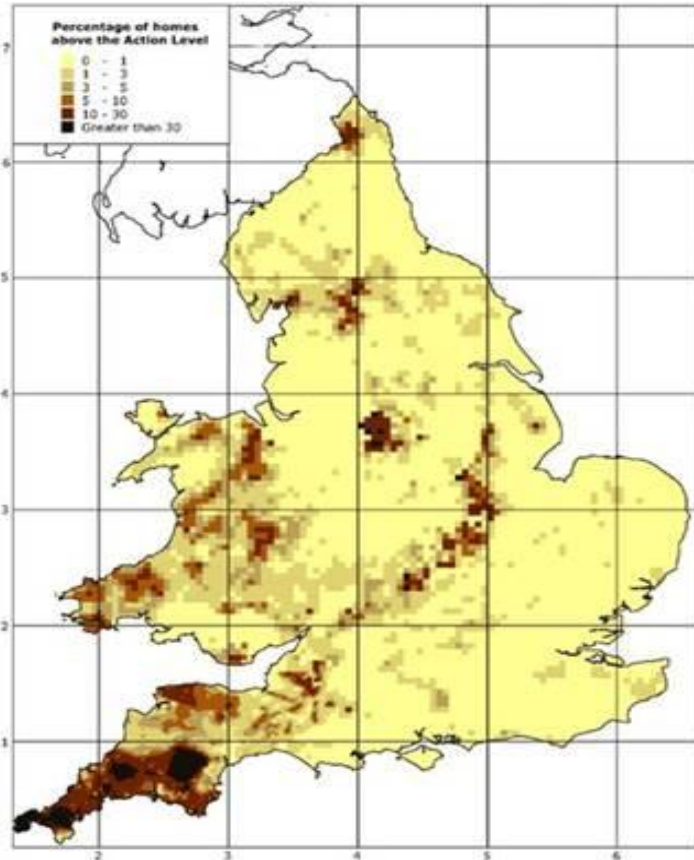 Percentage of homes
above the Action Level
0 - 1
1 - 3
3 - 5
5 - 10
10 - 30
Greater than 30
7
6
5
4
3
2
1
2 3 4 5 6